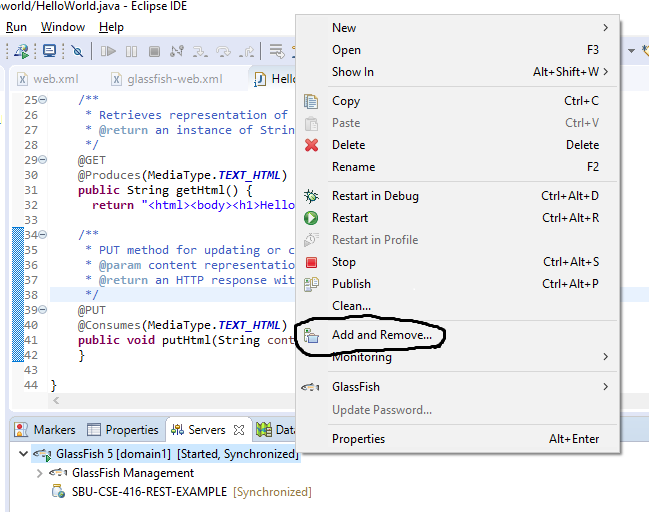 world/HelloWorld.java - Eclipse IDE
Run Window Help
web.xml glassfish-web.xml Hello
25 /**
26 * Retrieves representation of
27 * @return an instance of Strin
28 */
29 @GET
30 @Produces(MediaType.TEXT_HTML)
31 public String getHtml() {
32 return "<html><body><h1>Hello
33
34 /**
35 * PUT method for updating or c
36 * @param content representatio
37 * @return an HTTP response wit
38 */
39 @PUT
40 @Consumes(MediaType.TEXT_HTML)
41 public void putHtml(String cont
42 }
43
44 }
New
Open F3
Show In Alt+Shift+W
Copy Ctrl+C
Paste Ctrl+V
Delete Delete
Rename F2
Restart in Debug Ctrl+Alt+D
Restart Ctrl+Alt+R
Restart in Profile
Stop Ctrl+Alt+S
Publish Ctrl+Alt+P
Clean...
Add and Remove...
Monitoring
GlassFish
Update Password...
Properties Alt+Enter
Markers Properties Servers Dat
GlassFish 5 [domain1] [Started, Synchronized]
GlassFish Management
SBU-CSE-416-REST-EXAMPLE [Synchronized]